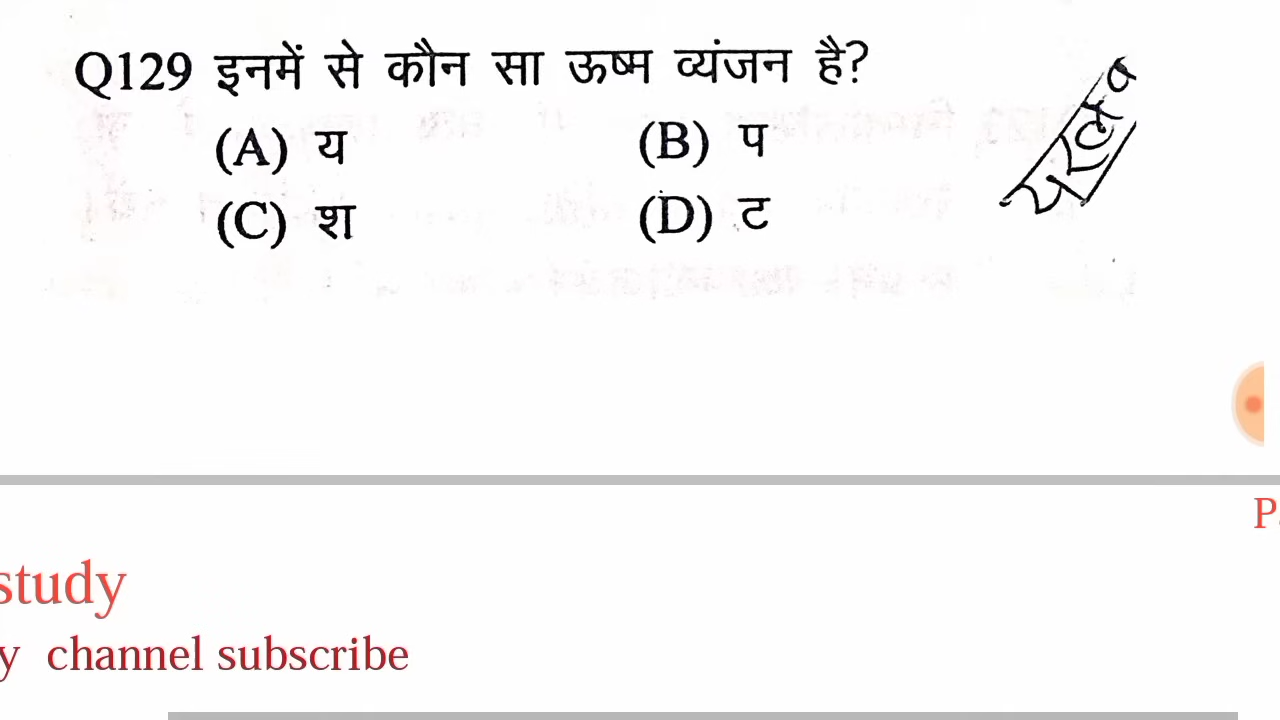 Q129 इनमें से कौन सा ऊष्म व्यंजन है?
(A) य
(B) प
(C) श
(D) ट
study
channel subscribe